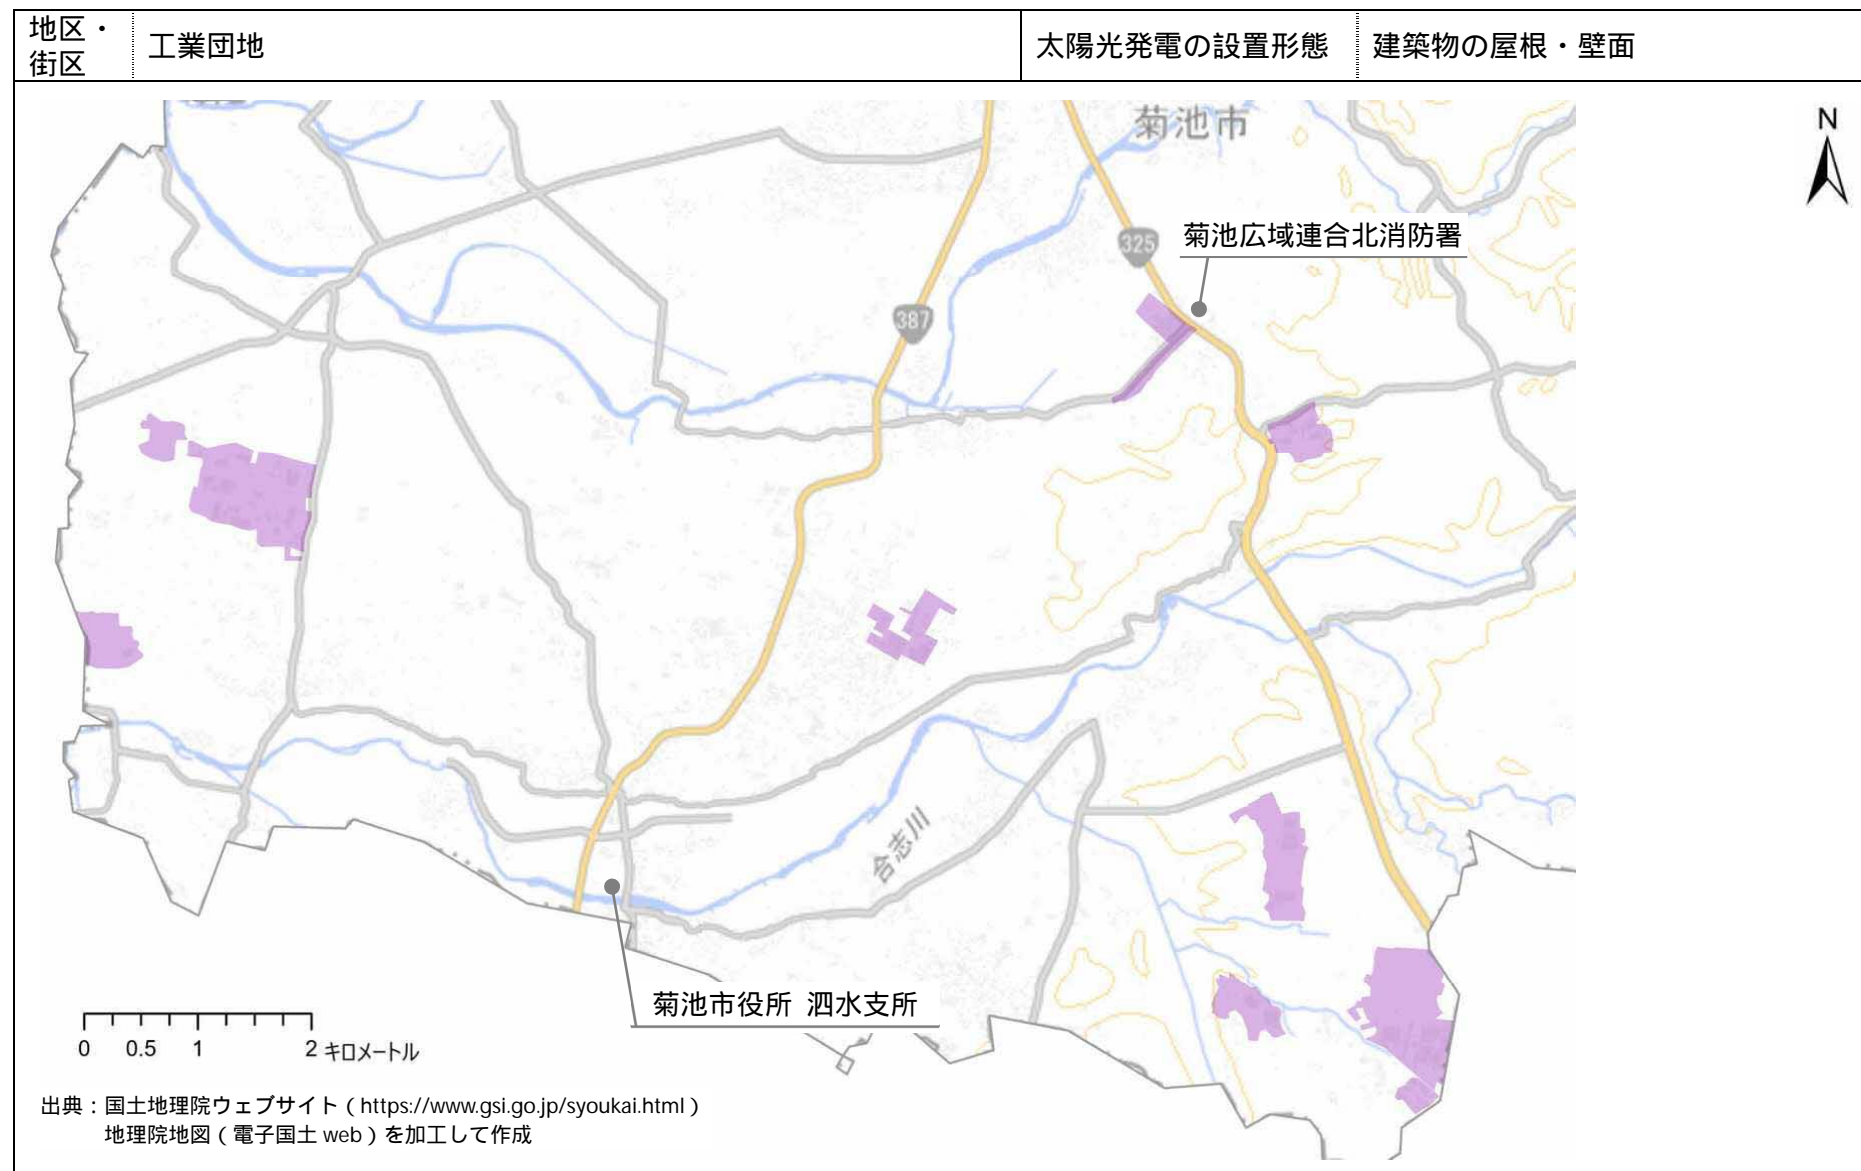 地区・
街区
工業団地
太陽光発電の設置形態
建築物の屋根・壁面
菊池市
N
325
菊池広域連合北消防署
387
合志川
菊池市役所 泗水支所
0 0.5 1 2 キロメートル
出典：国土地理院ウェブサイト（https://www.gsi.go.jp/syoukai.html）
地理院地図（電子国土 web）を加工して作成